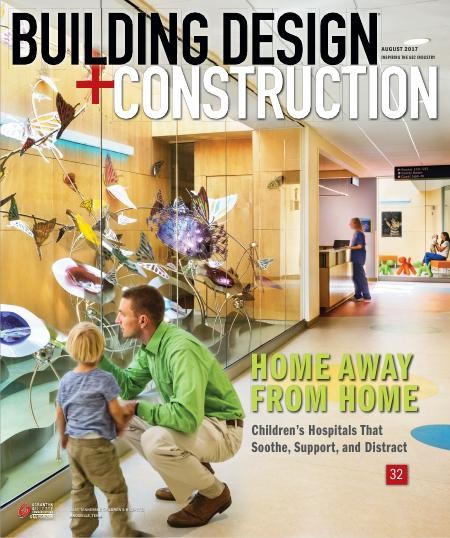 BUILDING DESIGN
AUGUST 2017
INSPIRING THE AEC INDUSTRY
+CONSTRUCTION
HOME AWAY
FROM HOME
Children's Hospitals That
Soothe, Support, and Distract
32